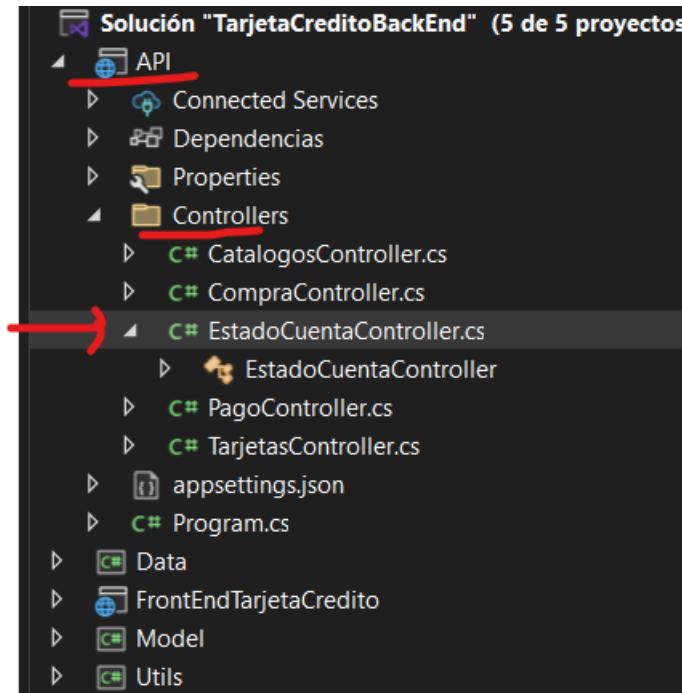 Solución "TarjetaCreditoBackEnd" (5 de 5 proyectos
API
Connected Services
Dependencias
Properties
Controllers
C# CatalogosController.cs
C# CompraController.cs
C# EstadoCuentaController.cs
EstadoCuentaController
C# PagoController.cs
C# TarjetasController.cs
appsettings.json
C# Program.cs
C# Data
FrontEndTarjetaCredito
C# Model
C# Utils